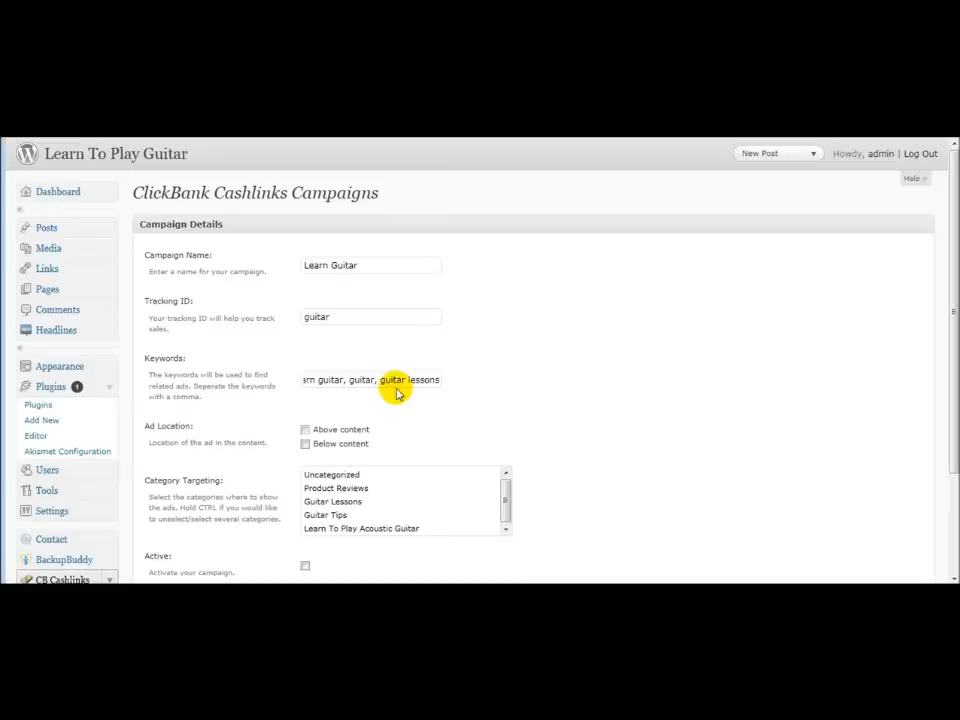 Learn To Play Guitar
New Post
Howdy, admin | Log Out
Help
Dashboard
Posts
Media
Links
Pages
Comments
Headlines
Appearance
Plugins 1
Plugins
Add New
Editor
Akismet Configuration
Users
Tools
Settings
Contact
BackupBuddy
CB Cashlinks
ClickBank Cashlinks Campaigns
Campaign Details
Campaign Name:
Enter a name for your campaign.
Learn Guitar
Tracking ID:
Your tracking ID will help you track
sales.
guitar
Keywords:
The keywords will be used to find
related ads. Seperate the keywords
with a comma.
arn guitar, guitar, guitar lessons
Ad Location:
Location of the ad in the content.
Above content
Below content
Category Targeting:
Select the categories where to show
the ads. Hold CTRL if you would like
to unselect/select several categories.
Uncategorized
Product Reviews
Guitar Lessons
Guitar Tips
Learn To Play Acoustic Guitar
Active:
Activate your campaign.